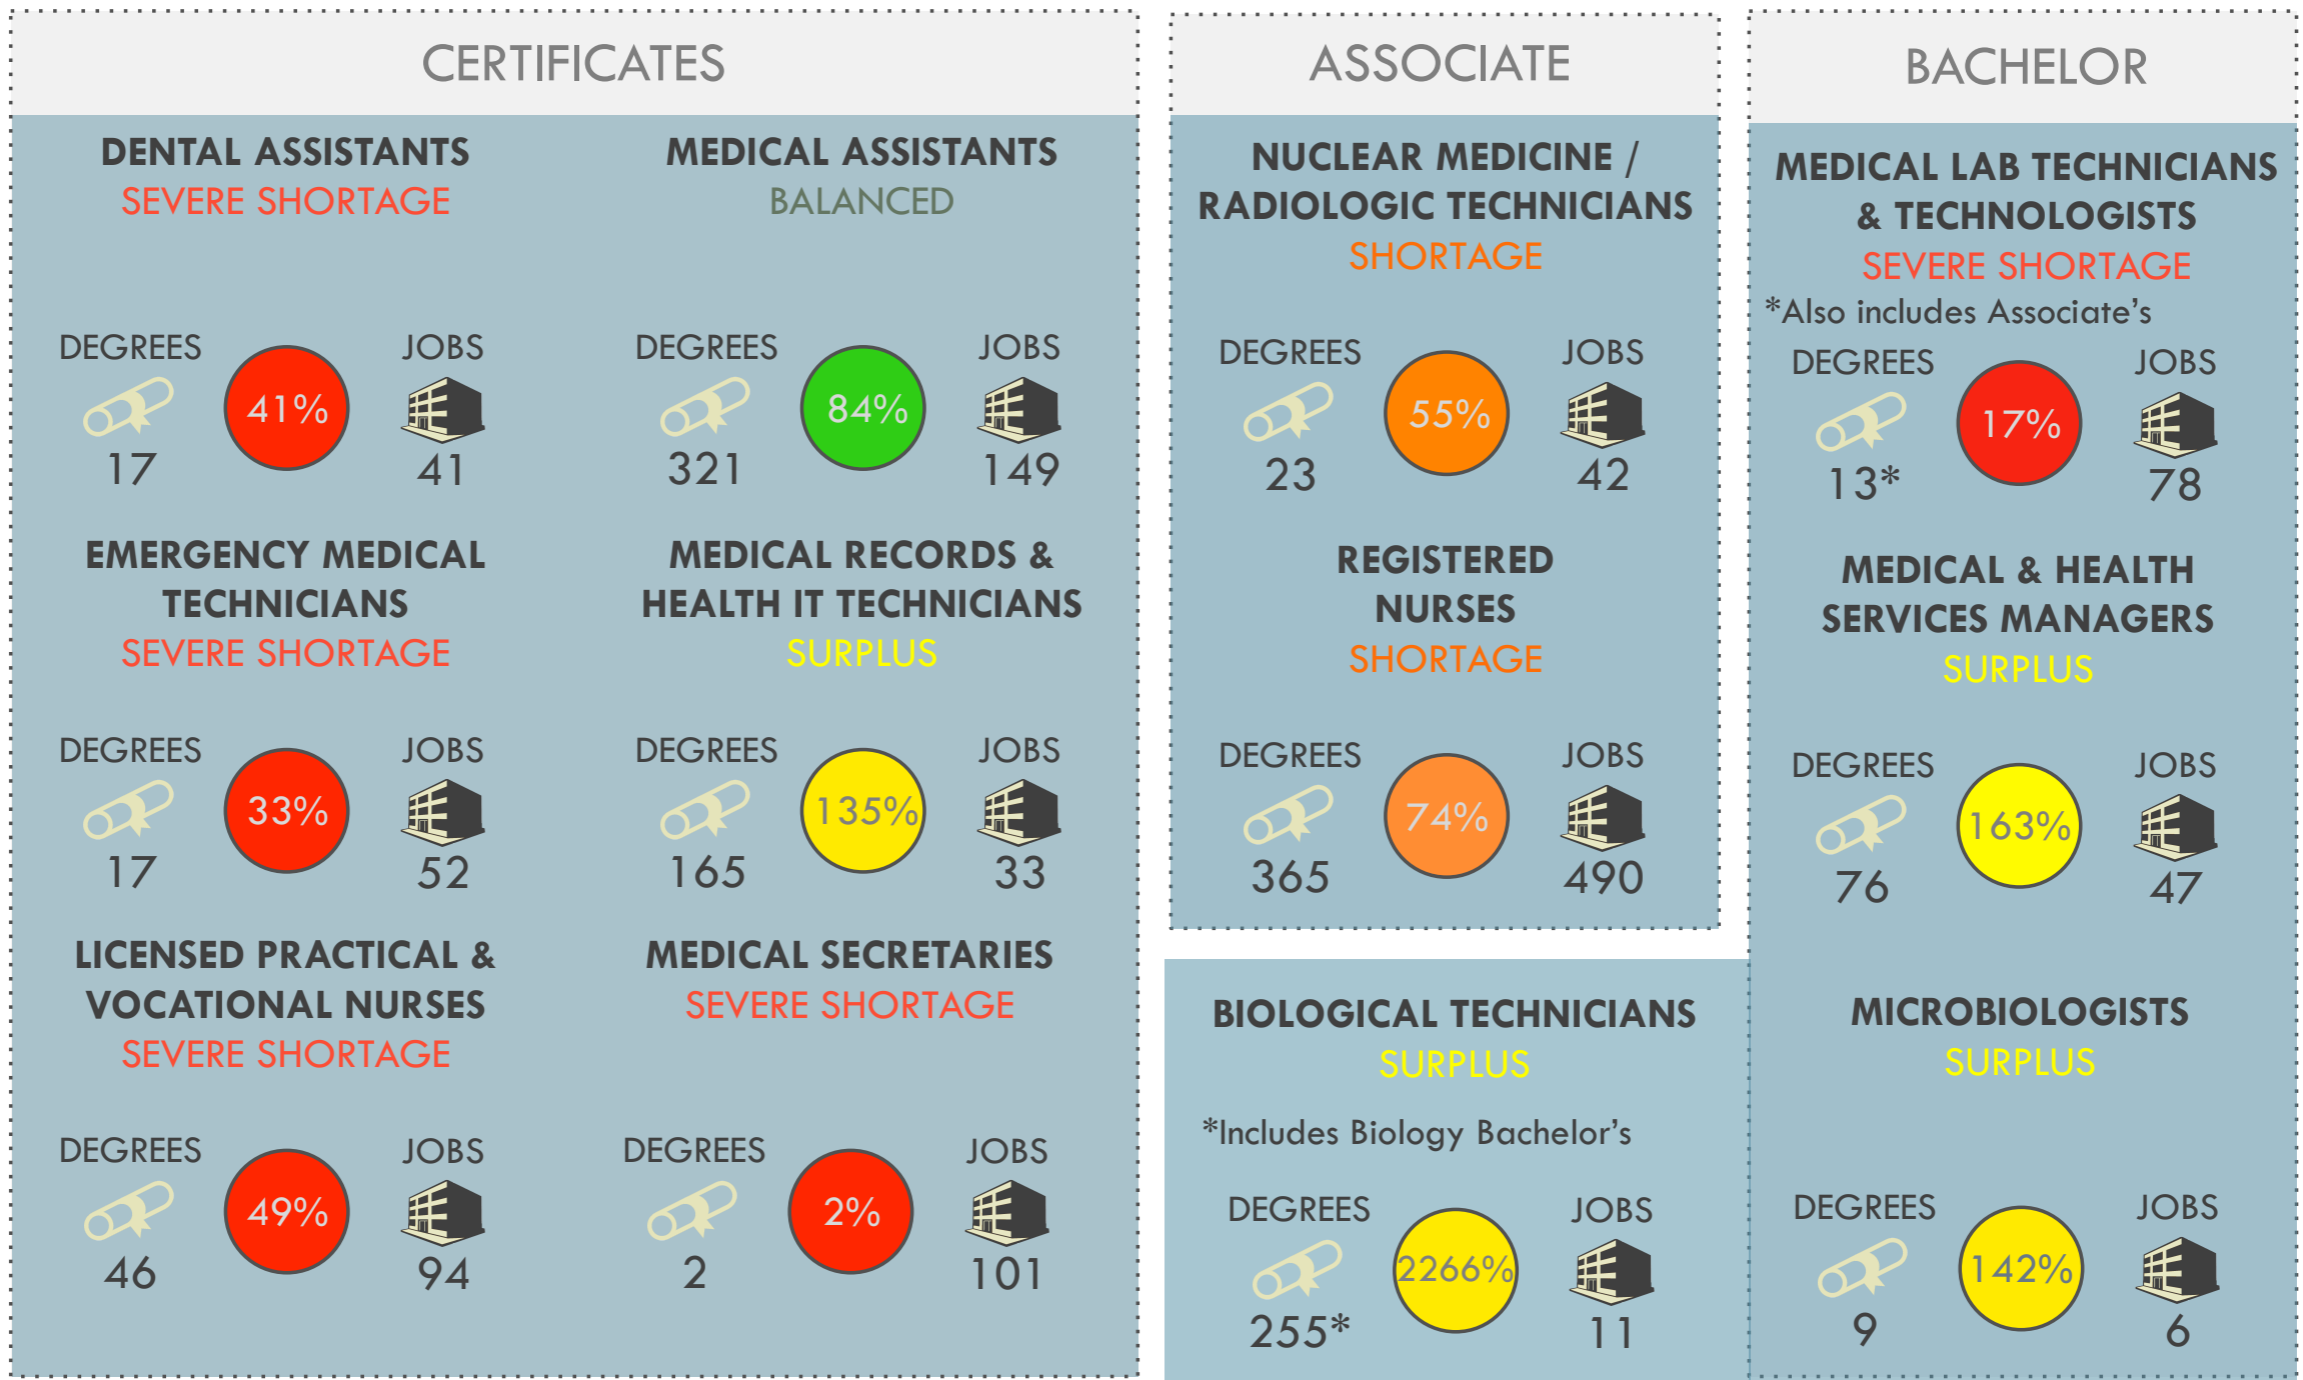 CERTIFICATES
DENTAL ASSISTANTS
SEVERE SHORTAGE
DEGREES
41%
JOBS
17
41
MEDICAL ASSISTANTS
BALANCED
DEGREES
84%
JOBS
321
149
EMERGENCY MEDICAL
TECHNICIANS
SEVERE SHORTAGE
DEGREES
33%
JOBS
17
52
MEDICAL RECORDS &
HEALTH IT TECHNICIANS
SURPLUS
DEGREES
135%
JOBS
165
33
LICENSED PRACTICAL &
VOCATIONAL NURSES
SEVERE SHORTAGE
DEGREES
49%
JOBS
46
94
MEDICAL SECRETARIES
SEVERE SHORTAGE
DEGREES
2%
JOBS
2
101
ASSOCIATE
NUCLEAR MEDICINE /
RADIOLOGIC TECHNICIANS
SHORTAGE
DEGREES
55%
JOBS
23
42
REGISTERED
NURSES
SHORTAGE
DEGREES
74%
JOBS
365
490
BIOLOGICAL TECHNICIANS
SURPLUS
*Includes Biology Bachelor's
DEGREES
2266%
JOBS
255*
11
BACHELOR
MEDICAL LAB TECHNICIANS
& TECHNOLOGISTS
SEVERE SHORTAGE
*Also includes Associate's
DEGREES
17%
JOBS
13*
78
MEDICAL & HEALTH
SERVICES MANAGERS
SURPLUS
DEGREES
163%
JOBS
76
47
MICROBIOLOGISTS
SURPLUS
DEGREES
142%
JOBS
9
6